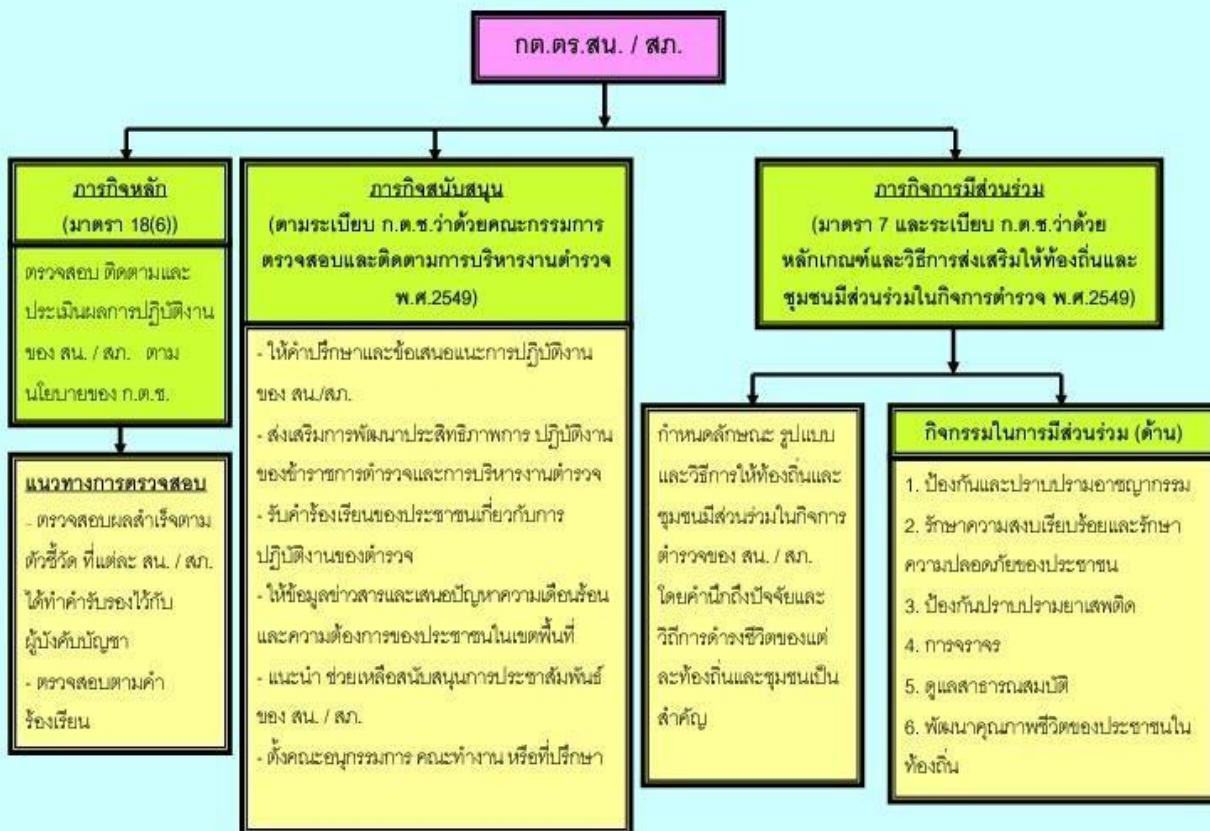 กต.ตร.สน. / สภ.
ภารกิจหลัก
(มาตรา 18(6))
ตรวจสอบ ติดตามและ
ประเมินผลการปฏิบัติงาน
ของ สน. / สภ. ตาม
นโยบายของ ก.ต.ช.
แนวทางการตรวจสอบ
- ตรวจสอบผลสำเร็จตาม
ตัวชี้วัด ที่แต่ละ สน. / สภ.
ได้ทำคำรับรองไว้กับ
ผู้บังคับบัญชา
- ตรวจสอบตามคำ
ร้องเรียน
ภารกิจสนับสนุน
(ตามระเบียบ ก.ต.ช.ว่าด้วยคณะกรรมการ
ตรวจสอบและติดตามการบริหารงานตำรวจ
พ.ศ.2549)
- ให้คำปรึกษาและข้อเสนอแนะการปฏิบัติงาน
ของ สน./สภ.
- ส่งเสริมการพัฒนาประสิทธิภาพการ ปฏิบัติงาน
ของข้าราชการตำรวจและการบริหารงานตำรวจ
- รับคำร้องเรียนของประชาชนเกี่ยวกับการ
ปฏิบัติงานของตำรวจ
- ให้ข้อมูลข่าวสารและเสนอปัญหาความเดือนร้อน
และความต้องการของประชาชนในเขตพื้นที่
- แนะนำ ช่วยเหลือสนับสนุนการประชาสัมพันธ์
ของ สน. / สภ.
- ตั้งคณะอนุกรรมการ คณะทำงาน หรือที่ปรึกษา
ภารกิจการมีส่วนร่วม
(มาตรา 7 และระเบียบ ก.ต.ช.ว่าด้วย
หลักเกณฑ์และวิธีการส่งเสริมให้ท้องถิ่นและ
ชุมชนมีส่วนร่วมในกิจการตำรวจ พ.ศ.2549)
กำหนดลักษณะ รูปแบบ
และวิธีการให้ท้องถิ่นและ
ชุมชนมีส่วนร่วมในกิจการ
ตำรวจของ สน. / สภ.
โดยคำนึกถึงปัจจัยและ
วิถีการดำรงชีวิตของแต่
ละท้องถิ่นและชุมชนเป็น
สำคัญ
กิจกรรมในการมีส่วนร่วม (ด้าน)
1. ป้องกันและปราบปรามอาชญากรรม
2. รักษาความสงบเรียบร้อยและรักษา
ความปลอดภัยของประชาชน
3. ป้องกันปราบปรามยาเสพติด
4. การจราจร
5. ดูแลสาธารณสมบัติ
6. พัฒนาคุณภาพชีวิตของประชาชนใน
ท้องถิ่น